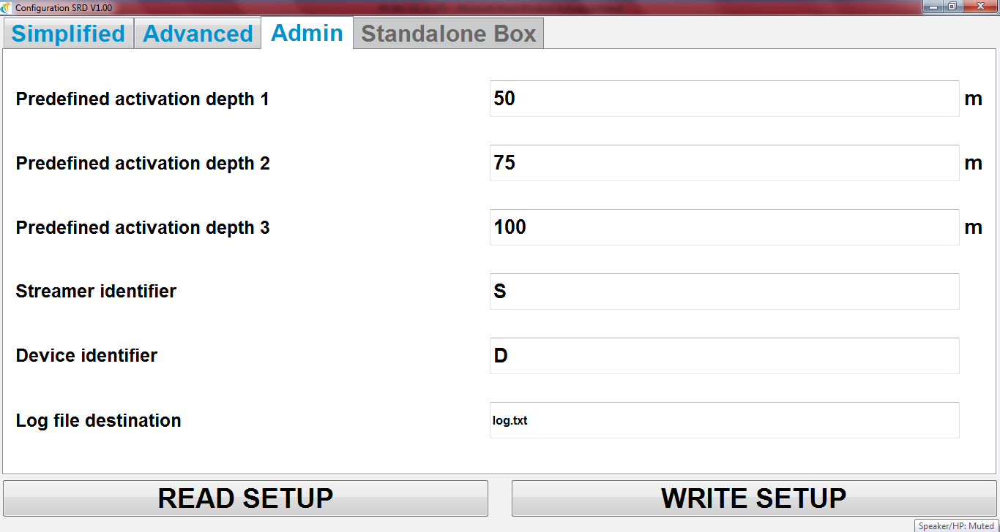 Configuration SRD V1.00
Simplified Advanced Admin Standalone Box
Predefined activation depth 1 50 m
Predefined activation depth 2 75 m
Predefined activation depth 3 100 m
Streamer identifier S
Device identifier D
Log file destination log.txt
READ SETUP WRITE SETUP
Speaker/HP: Muted